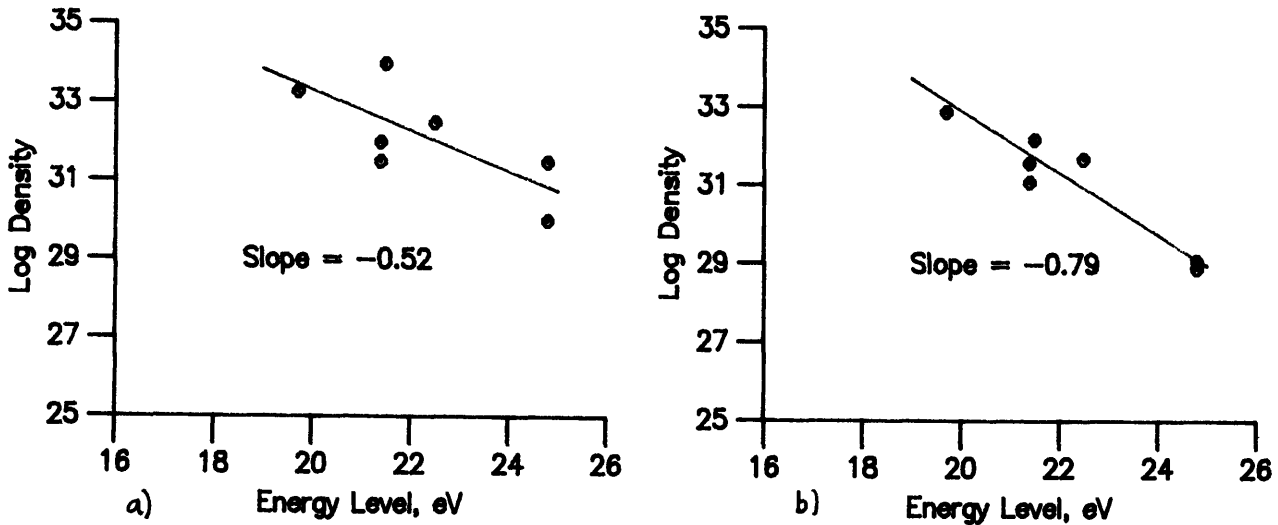 35
33
31
29
27
25
Log Density
Slope = -0.52
16 18 20 22 24 26
a) Energy Level, eV
35
33
31
29
27
25
Log Density
Slope = -0.79
16 18 20 22 24 26
b) Energy Level, eV